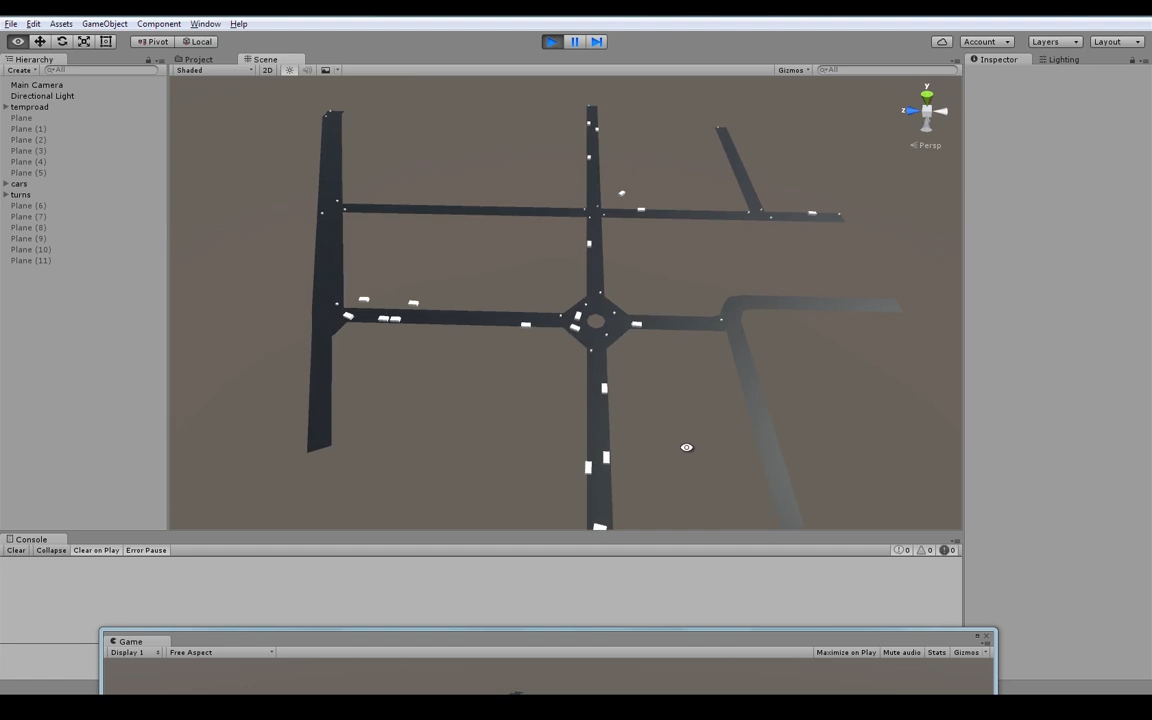 File Edit Assets GameObject Component Window Help
Pivot Local Account Layers Layout
Hierarchy Project Scene Inspector Lighting
Create All Shaded 2D Gizmos All
Main Camera
Directional Light
temproad
Plane
Plane (1)
Plane (2)
Plane (3)
Plane (4)
Plane (5)
cars
turns
Plane (6)
Plane (7)
Plane (8)
Plane (9)
Plane (10)
Plane (11)
y
z
Persp
Console
Clear Collapse Clear on Play Error Pause 0 0 0
Game
Display 1 Free Aspect Maximize on Play Mute audio Stats Gizmos